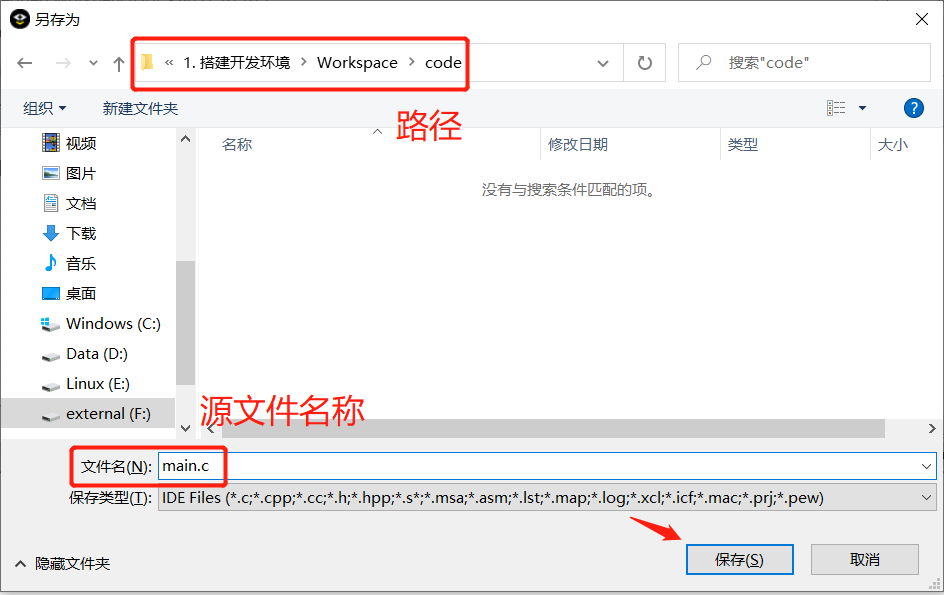 另存为
« 1. 搭建开发环境 › Workspace › code
搜索"code"
组织 新建文件夹
路径
名称 修改日期 类型 大小
没有与搜索条件匹配的项。
视频
图片
文档
下载
音乐
桌面
Windows (C:)
Data (D:)
Linux (E:)
external (F:)
源文件名称
文件名(N): main.c
保存类型(T): IDE Files (*.c;*.cpp;*.cc;*.h;*.hpp;*.s*;*.msa;*.asm;*.lst;*.map;*.log;*.xcl;*.icf;*.mac;*.prj;*.pew)
隐藏文件夹 保存(S) 取消